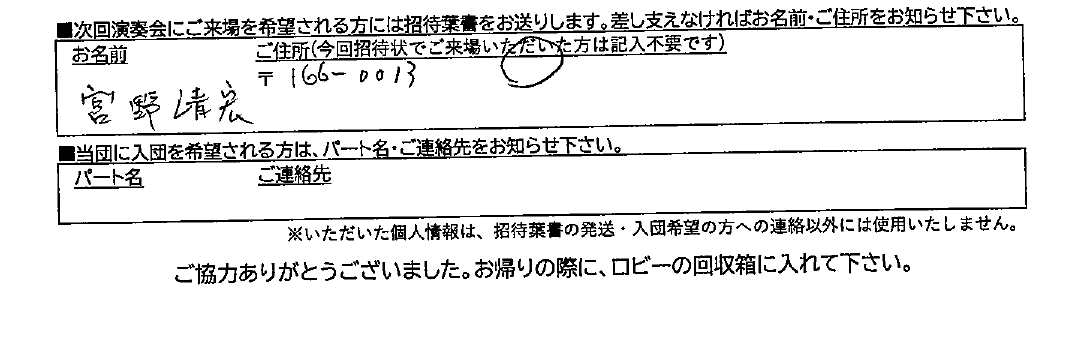 ■次回演奏会にご来場を希望される方には招待葉書をお送りします。差し支えなければお名前・ご住所をお知らせ下さい。
お名前 ご住所(今回招待状でご来場いただいた方は記入不要です)
〒166-0013
宮野清宏
■当団に入団を希望される方は、パート名・ご連絡先をお知らせ下さい。
パート名 ご連絡先
※いただいた個人情報は、招待葉書の発送・入団希望の方への連絡以外には使用いたしません。
ご協力ありがとうございました。お帰りの際に、ロビーの回収箱に入れて下さい。